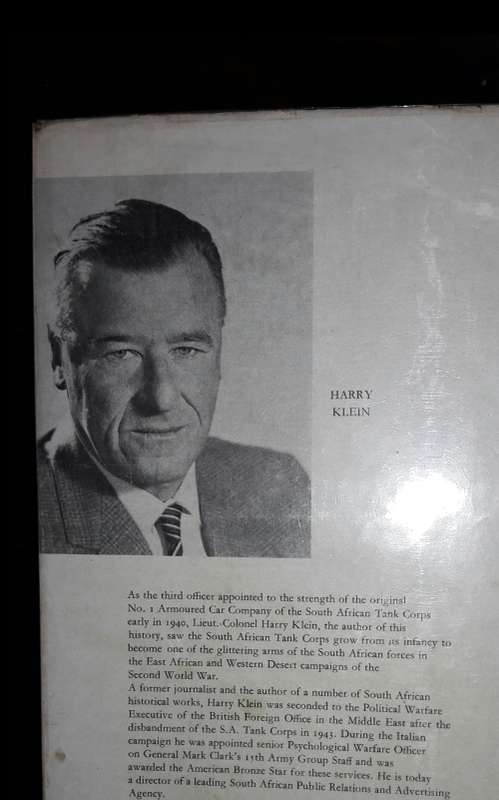 HARRY
KLEIN
As the third officer appointed to the strength of the original
No. 1 Armoured Car Company of the South African Tank Corps
early in 1940, Lieut.-Colonel Harry Klein, the author of this
history, saw the South African Tank Corps grow from its infancy to
become one of the glittering arms of the South African forces in
the East African and Western Desert campaigns of the
Second World War.
A former journalist and the author of a number of South African
historical works, Harry Klein was seconded to the Political Warfare
Executive of the British Foreign Office in the Middle East after the
disbandment of the S.A. Tank Corps in 1943. During the Italian
campaign he was appointed senior Psychological Warfare Officer
on General Mark Clark's 15th Army Group Staff and was
awarded the American Bronze Star for these services. He is today
a director of a leading South African Public Relations and Advertising
Agency.